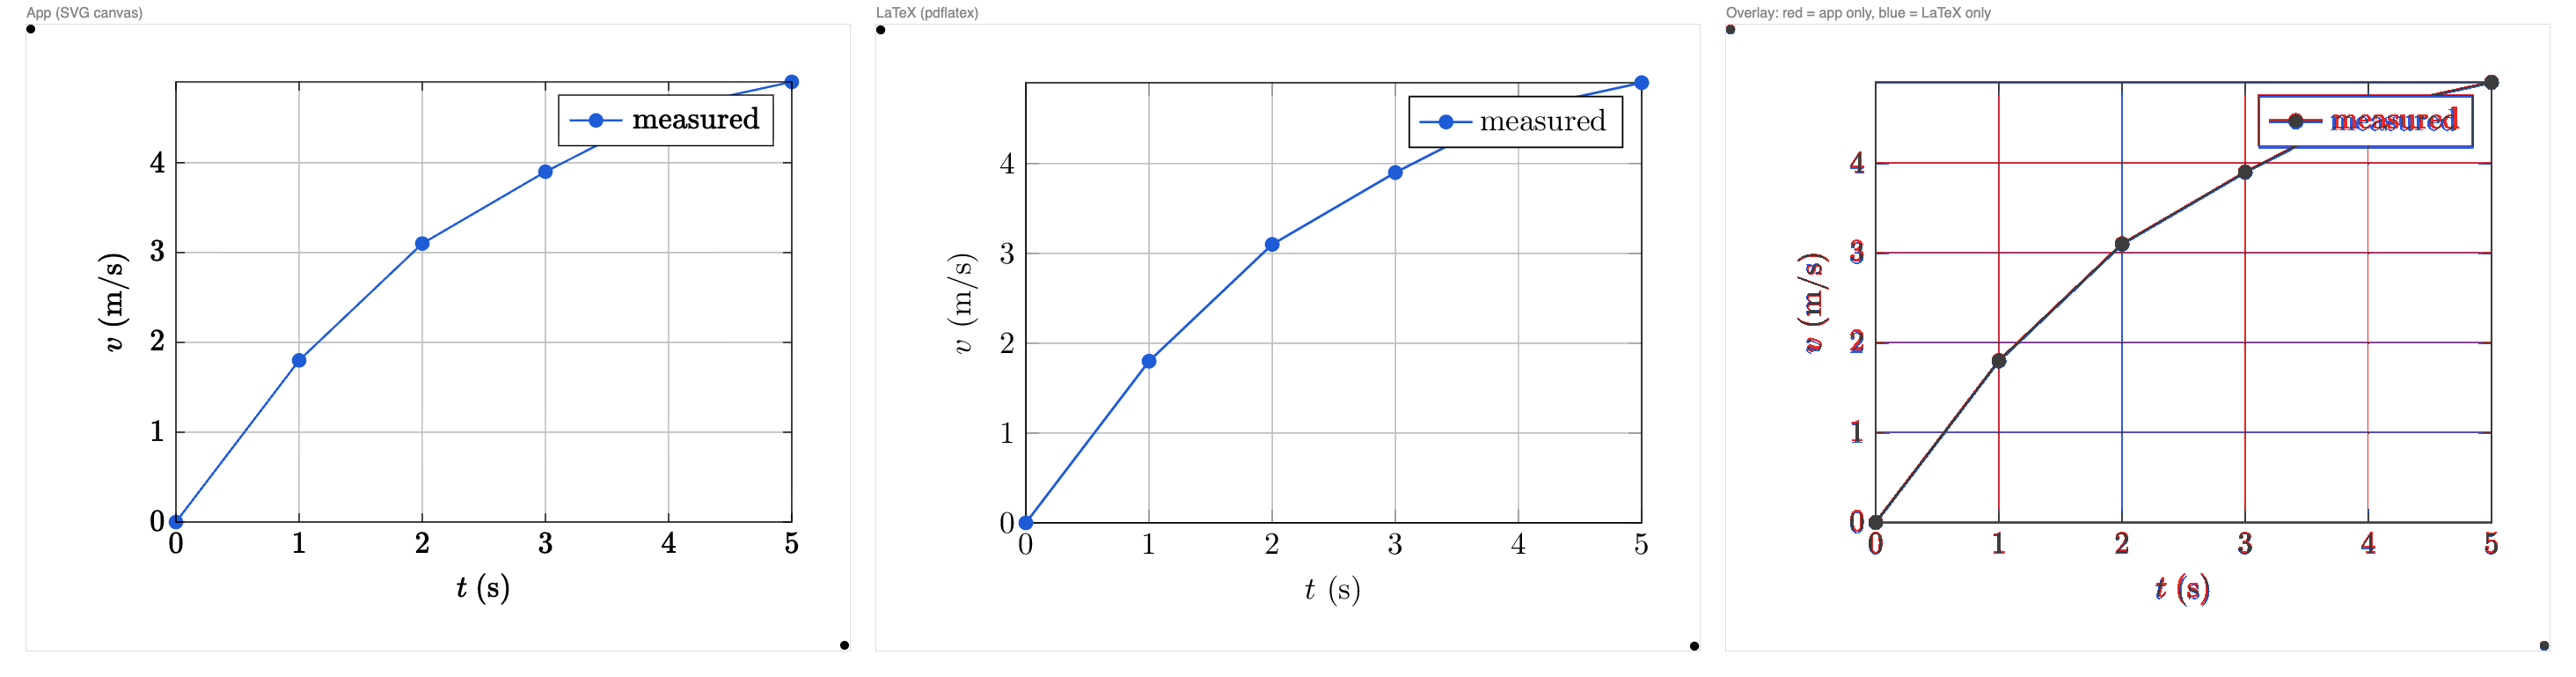 App (SVG canvas)
measured
4
3
2
1
0
v (m/s)
0 1 2 3 4 5
t (s)
LaTeX (pdflatex)
measured
4
3
2
1
0
v (m/s)
0 1 2 3 4 5
t (s)
Overlay: red = app only, blue = LaTeX only
measured
4
3
2
1
0
v (m/s)
0 1 2 3 4 5
t (s)